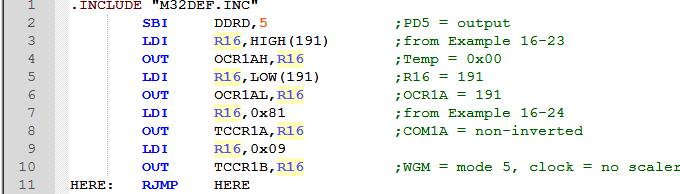 1 .INCLUDE "M32DEF.INC"
2 SBI DDRD,5 ;PD5 = output
3 LDI R16,HIGH(191) ;from Example 16-23
4 OUT OCR1AH,R16 ;Temp = 0x00
5 LDI R16,LOW(191) ;R16 = 191
6 OUT OCR1AL,R16 ;OCR1A = 191
7 LDI R16,0x81 ;from Example 16-24
8 OUT TCCR1A,R16 ;COM1A = non-inverted
9 LDI R16,0x09
10 OUT TCCR1B,R16 ;WGM = mode 5, clock = no scaler
11 HERE: RJMP HERE